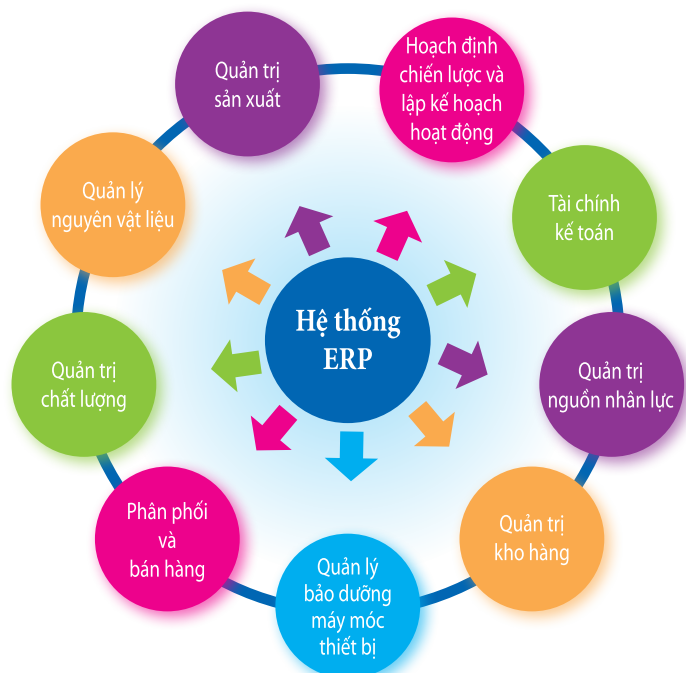 Hoạch định
chiến lược và
lập kế hoạch
hoạt động
Tài chính
kế toán
Quản trị
nguồn nhân lực
Quản trị
kho hàng
Quản lý
bảo dưỡng
máy móc
thiết bị
Phân phối
và
bán hàng
Quản trị
chất lượng
Quản lý
nguyên vật liệu
Quản trị
sản xuất
Hệ thống
ERP